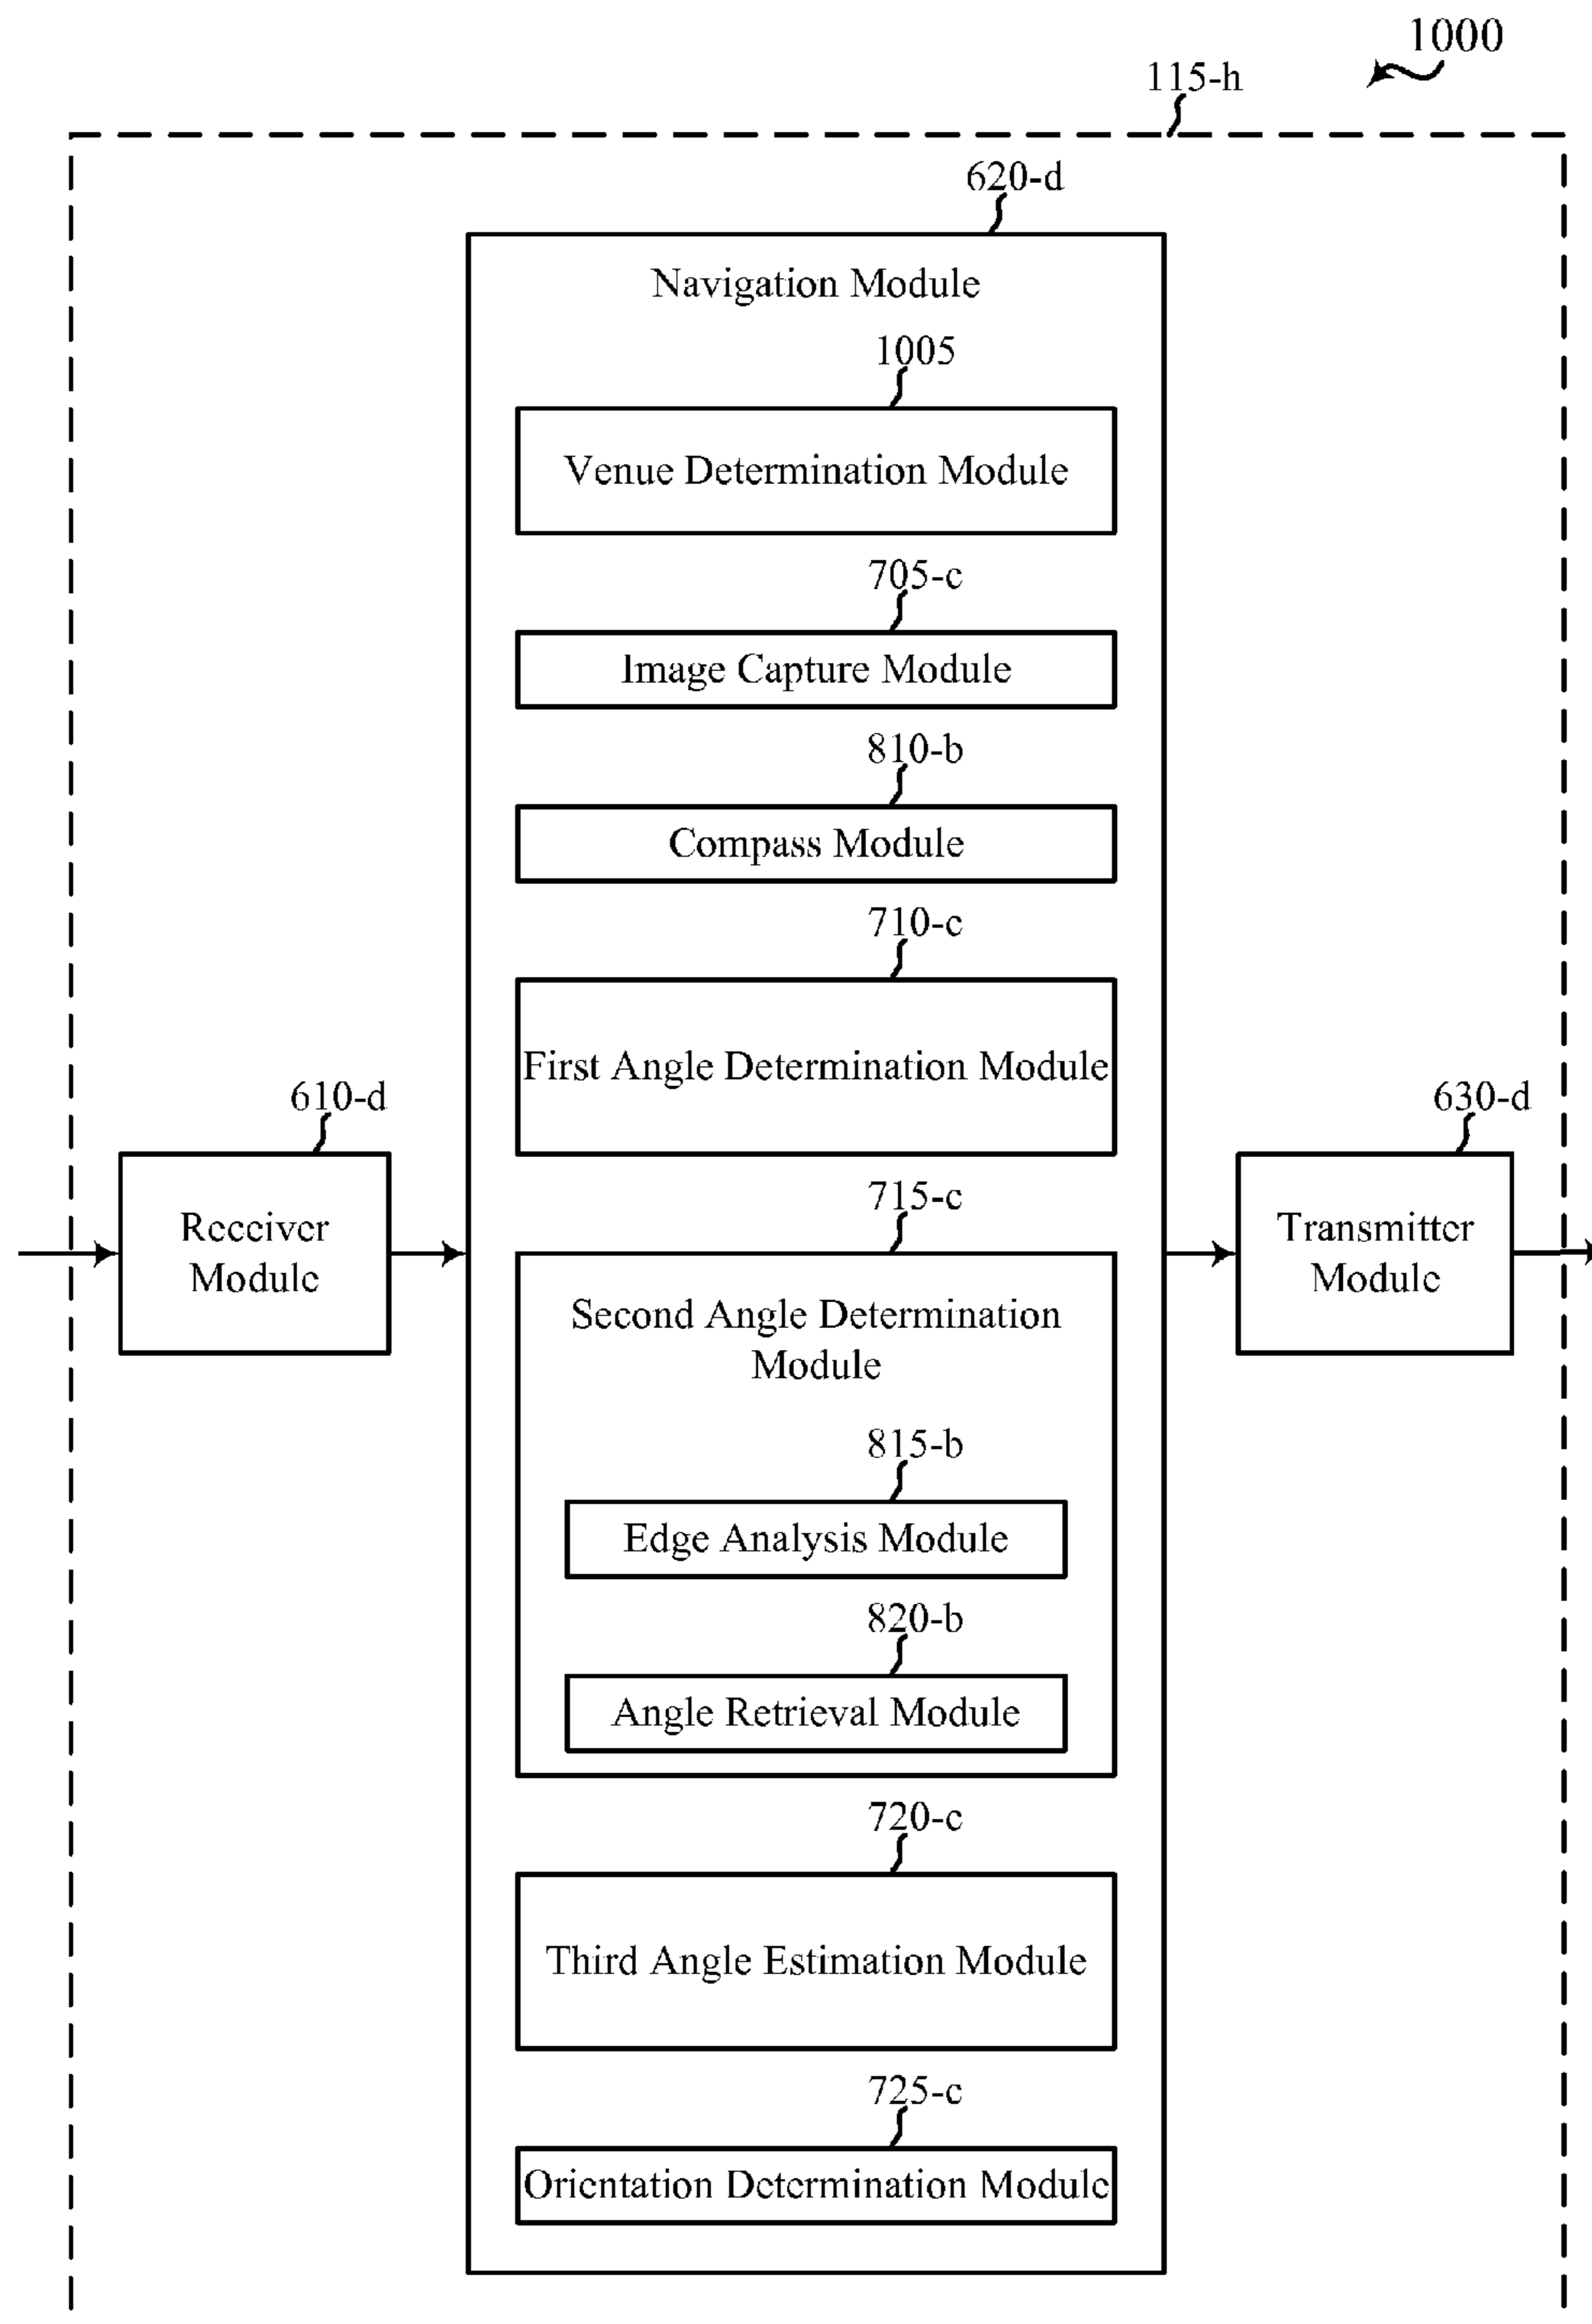 1000
115-h
620-d
Navigation Module
1005
Venue Determination Module
705-c
Image Capture Module
810-b
Compass Module
710-c
First Angle Determination Module
610-d
Receiver
Module
630-d
Transmitter
Module
715-c
Second Angle Determination
Module
815-b
Edge Analysis Module
820-b
Angle Retrieval Module
720-c
Third Angle Estimation Module
725-c
Orientation Determination Module